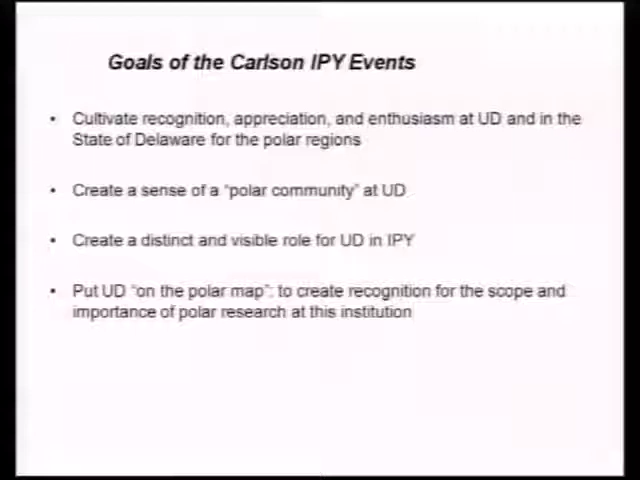 Goals of the Carlson IPY Events
• Cultivate recognition, appreciation, and enthusiasm at UD and in the
State of Delaware for the polar regions
• Create a sense of a “polar community” at UD
• Create a distinct and visible role for UD in IPY
• Put UD “on the polar map”: to create recognition for the scope and
importance of polar research at this institution